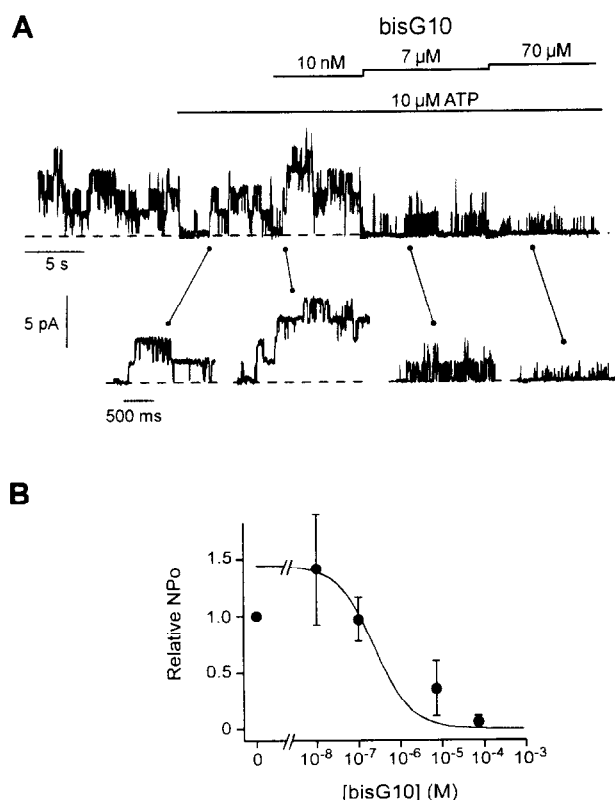 A
bisG10
10 nM 7 µM 70 µM
10 µM ATP
5 s
5 pA
500 ms
B
Relative NPo
1.5
1.0
0.5
0
0 10⁻⁸ 10⁻⁷ 10⁻⁶ 10⁻⁵ 10⁻⁴ 10⁻³
[bisG10] (M)